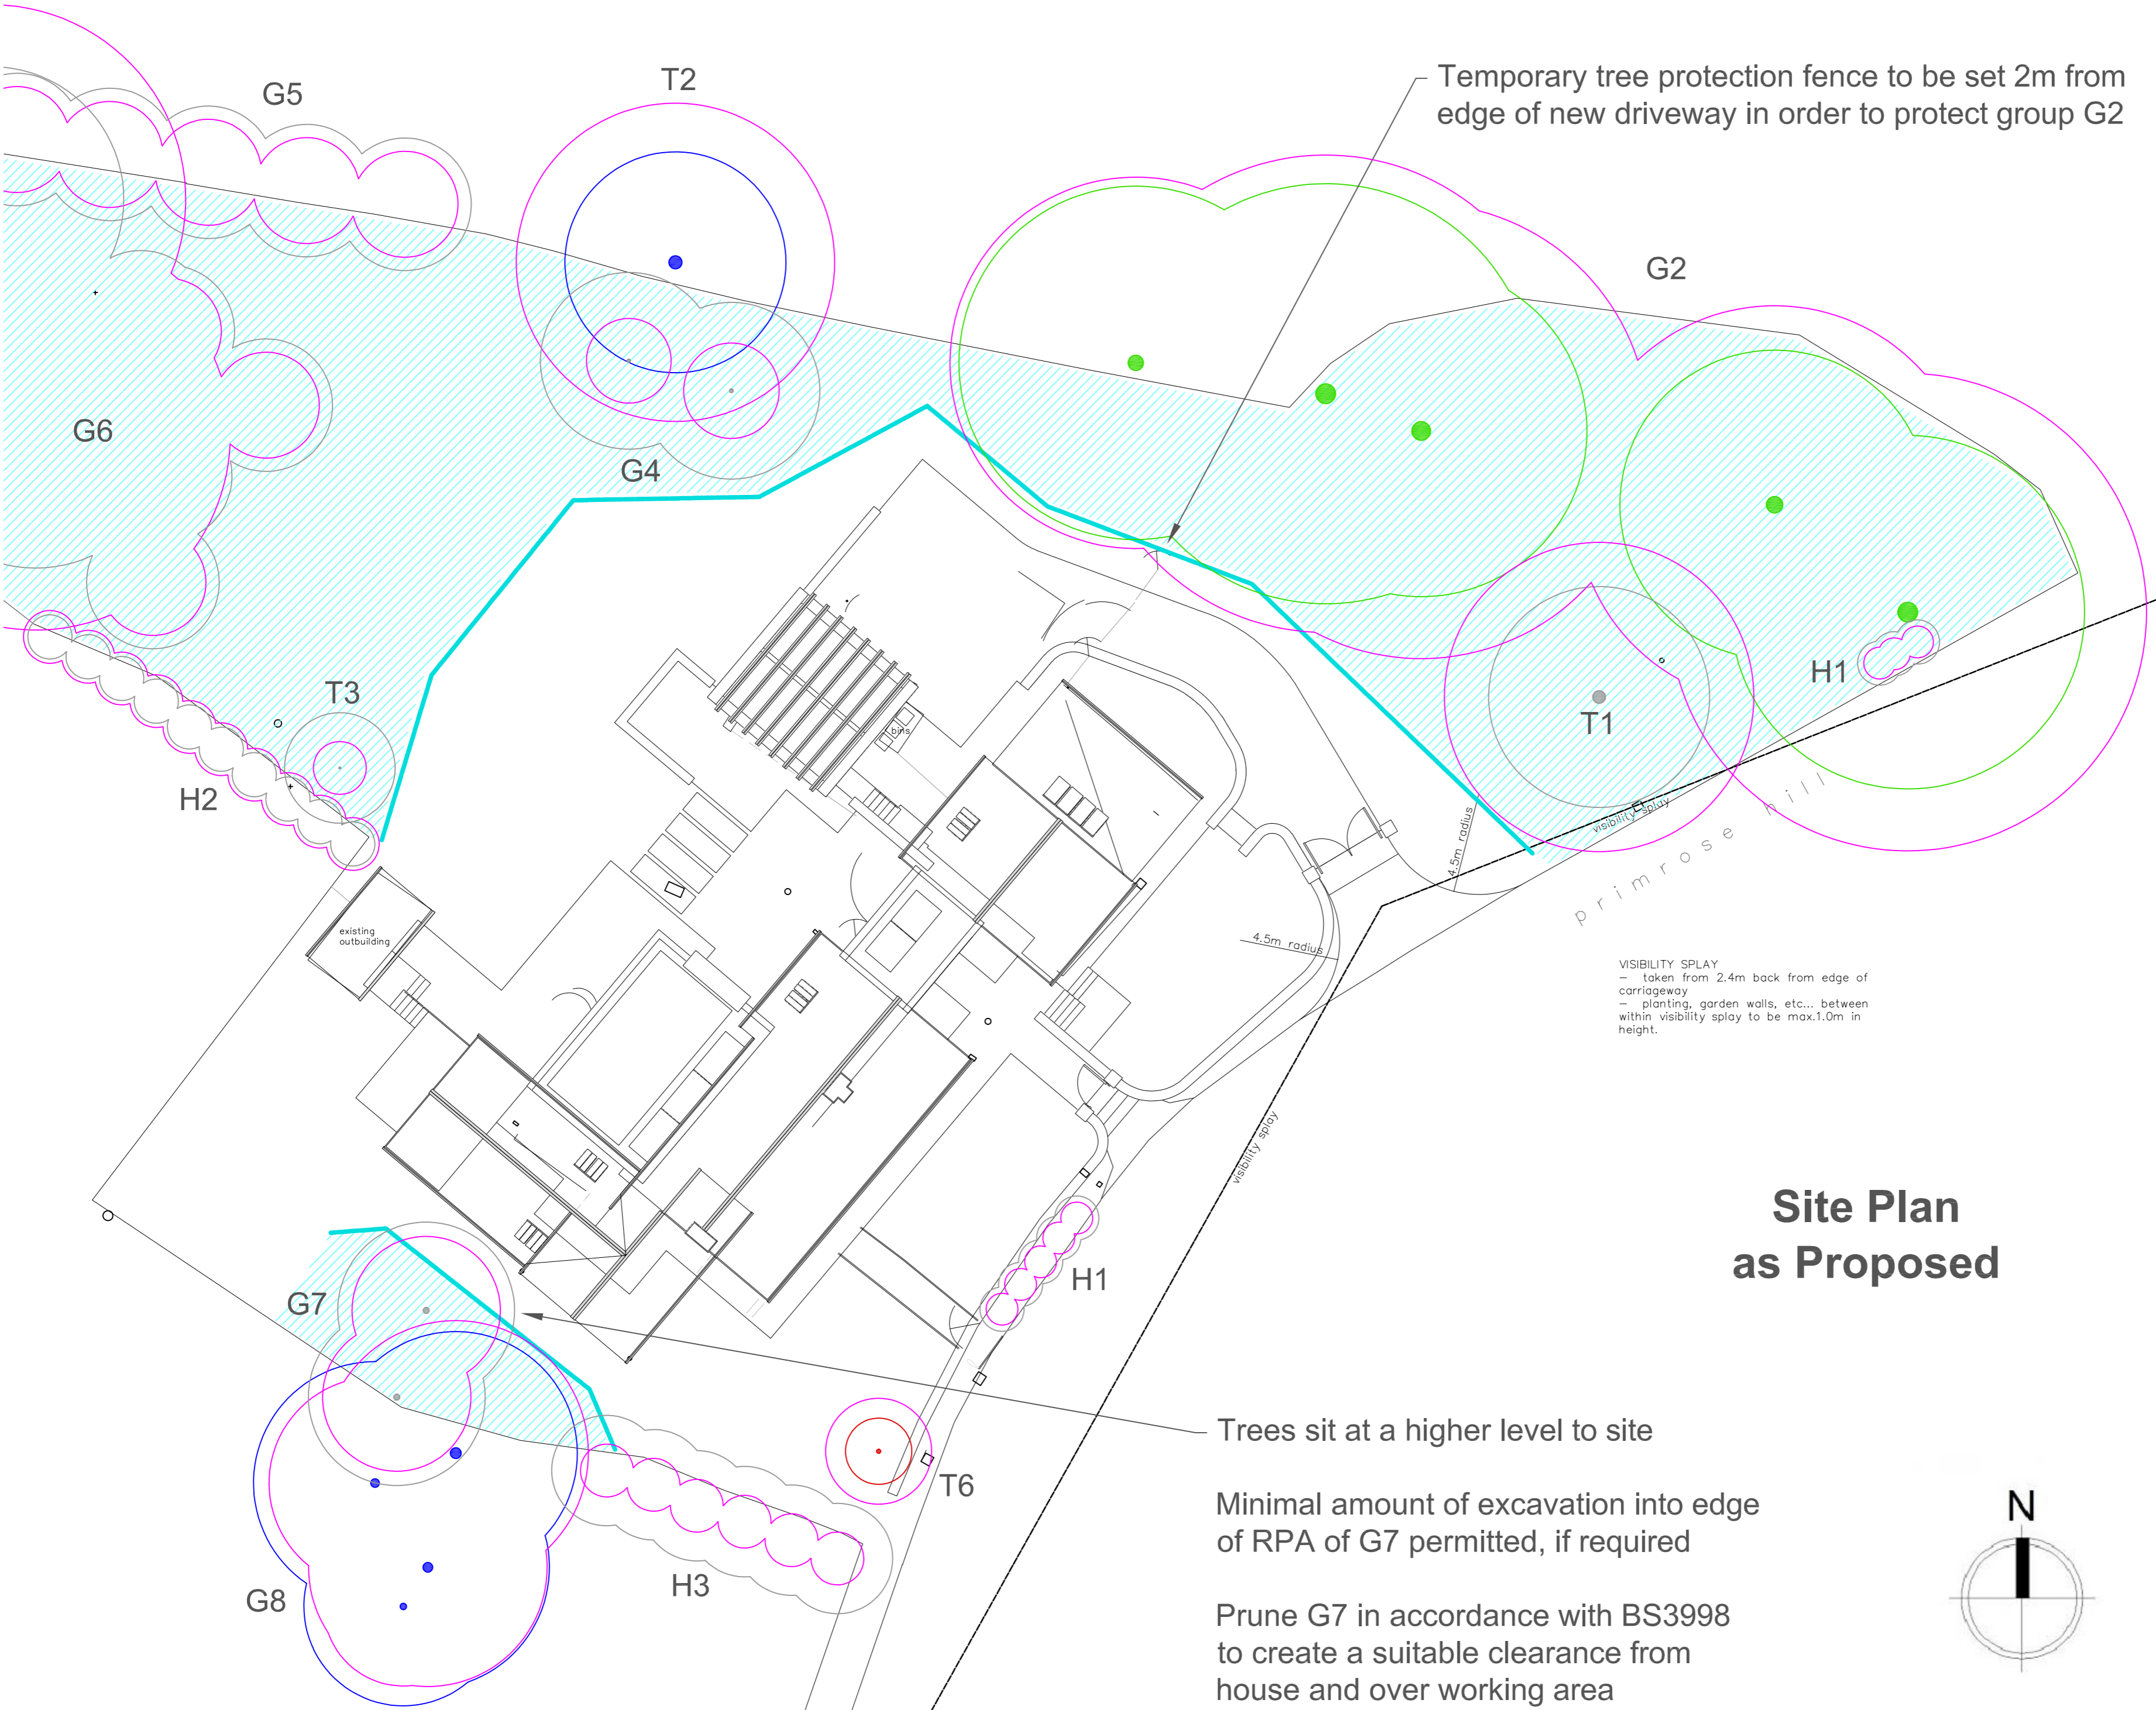 G5
T2
Temporary tree protection fence to be set 2m from
edge of new driveway in order to protect group G2
G2
G6
G4
T3
H1
T1
bins
H2
4.5m radius
visibility splay
primrose hill
existing
outbuilding
4.5m radius
VISIBILITY SPLAY
– taken from 2.4m back from edge of
carriageway
– planting, garden walls, etc... between
within visibility splay to be max.1.0m in
height.
visibility splay
Site Plan
as Proposed
H1
G7
Trees sit at a higher level to site
T6
N
Minimal amount of excavation into edge
of RPA of G7 permitted, if required
H3
G8
Prune G7 in accordance with BS3998
to create a suitable clearance from
house and over working area